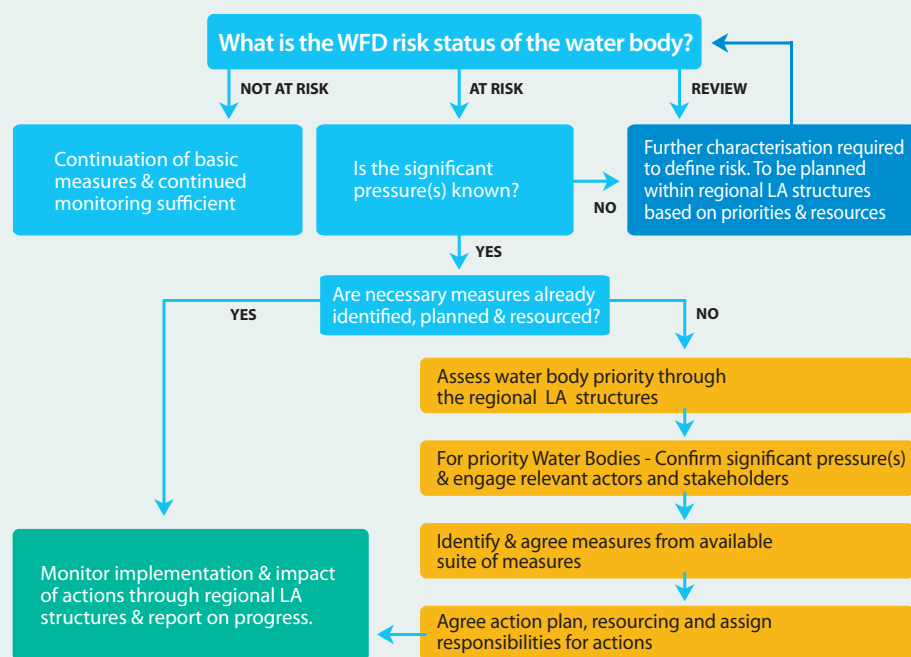 What is the WFD risk status of the water body?
NOT AT RISK
AT RISK
REVIEW
Continuation of basic
measures & continued
monitoring sufficient
Is the significant
pressure(s) known?
NO
Further characterisation required
to define risk. To be planned
within regional LA structures
based on priorities & resources
YES
Are necessary measures already
identified, planned & resourced?
YES
NO
Assess water body priority through
the regional LA structures
For priority Water Bodies - Confirm significant pressure(s)
& engage relevant actors and stakeholders
Identify & agree measures from available
suite of measures
Agree action plan, resourcing and assign
responsibilities for actions
Monitor implementation & impact
of actions through regional LA
structures & report on progress.